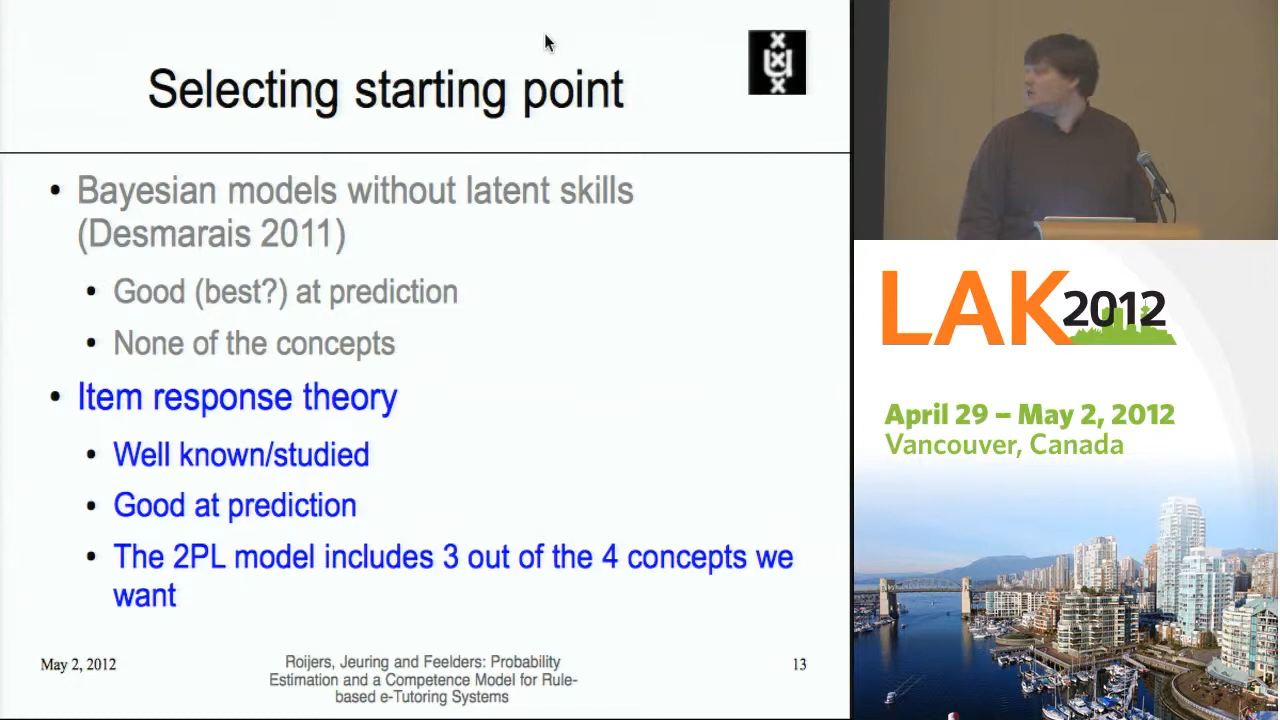 Selecting starting point
x
x
u
x
• Bayesian models without latent skills
(Desmarais 2011)
• Good (best?) at prediction
• None of the concepts
• Item response theory
• Well known/studied
• Good at prediction
• The 2PL model includes 3 out of the 4 concepts we
want
May 2, 2012
Roijers, Jeuring and Feelders: Probability
Estimation and a Competence Model for Rule-
based e-Tutoring Systems
13
LAK2012
April 29 – May 2, 2012
Vancouver, Canada